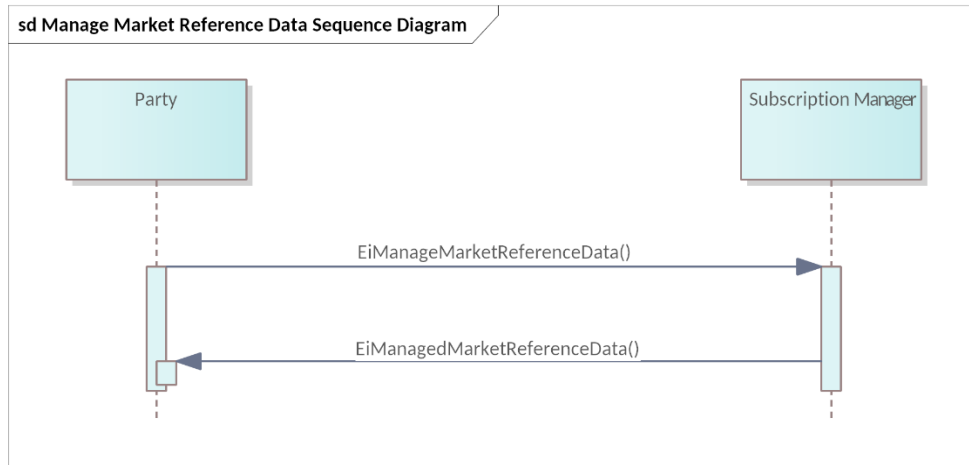 sd Manage Market Reference Data Sequence Diagram
Party
Subscription Manager
EiManageMarketReferenceData()
EiManagedMarketReferenceData()